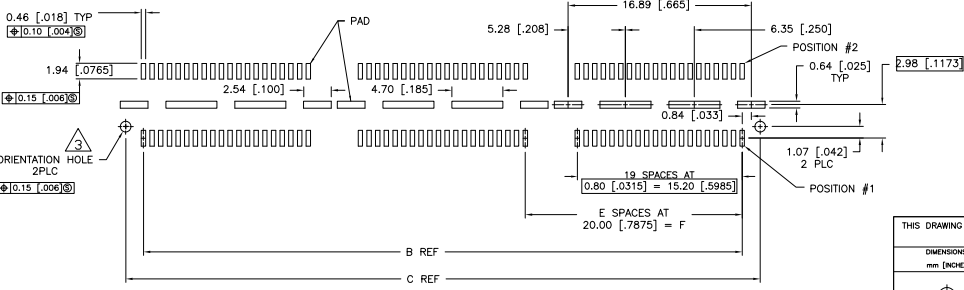 16.89 [.665]
0.46 [.018] TYP
⌖ 0.10 [.004]Ⓢ
PAD
5.28 [.208]
6.35 [.250]
POSITION #2
1.94 [.0765]
0.64 [.025]
TYP
2.98 [.1173]
⌖ 0.15 [.006]Ⓢ
2.54 [.100]
4.70 [.185]
0.84 [.033]
3
ORIENTATION HOLE
2PLC
⌖ 0.15 [.006]Ⓢ
1.07 [.042]
2 PLC
19 SPACES AT
0.80 [.0315] = 15.20 [.5985]
POSITION #1
E SPACES AT
20.00 [.7875] = F
THIS DRAWING
B REF
DIMENSIONS
mm [INCHE
C REF